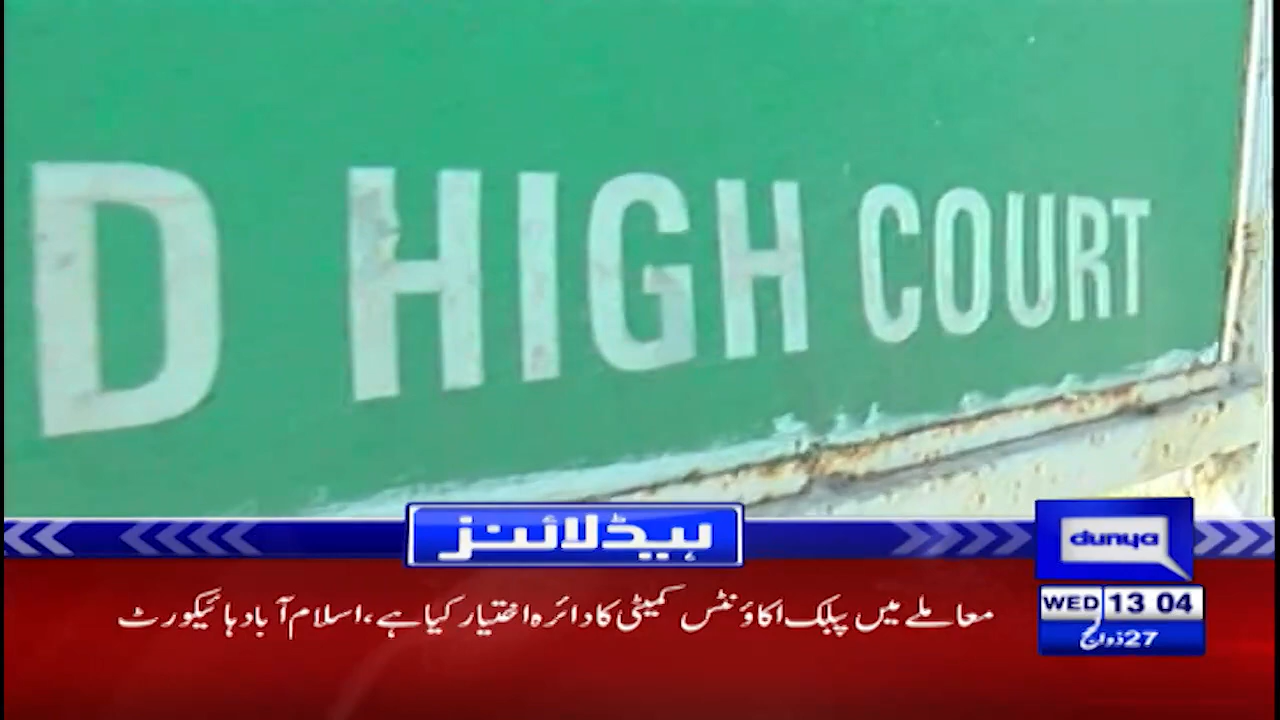 D HIGH COURT
ہیڈلائنز
dunya
معاملے میں پبلک اکاؤنٹس کمیٹی کا دائرہ اختیار کیا ہے، اسلام آباد ہائیکورٹ
WED 13 04
27 ذوالحج